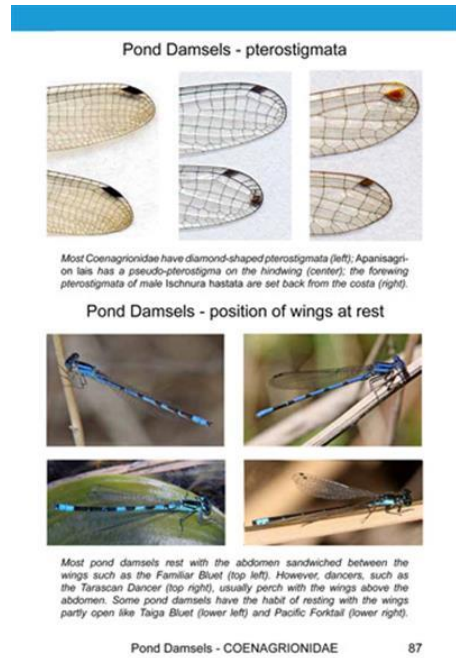 Pond Damsels - pterostigmata
Most Coenagrionidae have diamond-shaped pterostigmata (left); Apanisagri-
on lais has a pseudo-pterostigma on the hindwing (center); the forewing
pterostigmata of male Ischnura hastata are set back from the costa (right).
Pond Damsels - position of wings at rest
Most pond damsels rest with the abdomen sandwiched between the
wings such as the Familiar Bluet (top left). However, dancers, such as
the Tarascan Dancer (top right), usually perch with the wings above the
abdomen. Some pond damsels have the habit of resting with the wings
partly open like Taiga Bluet (lower left) and Pacific Forktail (lower right).
Pond Damsels - COENAGRIONIDAE 87